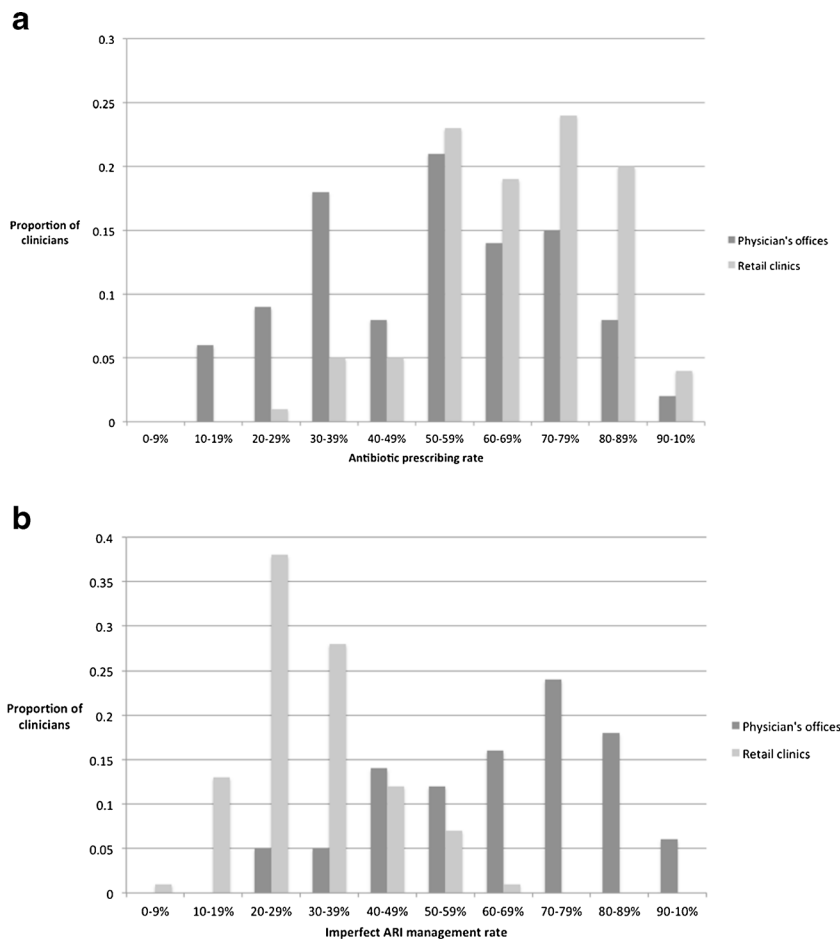 a
0.3
0.25
0.2
Proportion of
clinicians
0.15
0.1
0.05
0
0-9% 10-19% 20-29% 30-39% 40-49% 50-59% 60-69% 70-79% 80-89% 90-10%
Antibiotic prescribing rate
Physician's offices
Retail clinics
b
0.4
0.35
0.3
0.25
Proportion of
clinicians
0.2
0.15
0.1
0.05
0
0-9% 10-19% 20-29% 30-39% 40-49% 50-59% 60-69% 70-79% 80-89% 90-10%
Imperfect ARI management rate
Physician's offices
Retail clinics